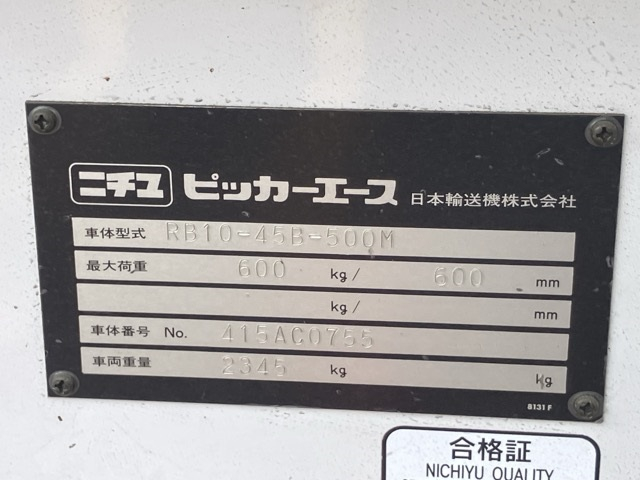 ニチユ ピッカーエース 日本輸送機株式会社
車体型式 RB10-45B-500M
最大荷重 600 kg/ 600 mm
kg/ mm
車体番号 No. 415AC0755
車両重量 2345 kg kg
8131F
合格証
NICHIYU QUALITY